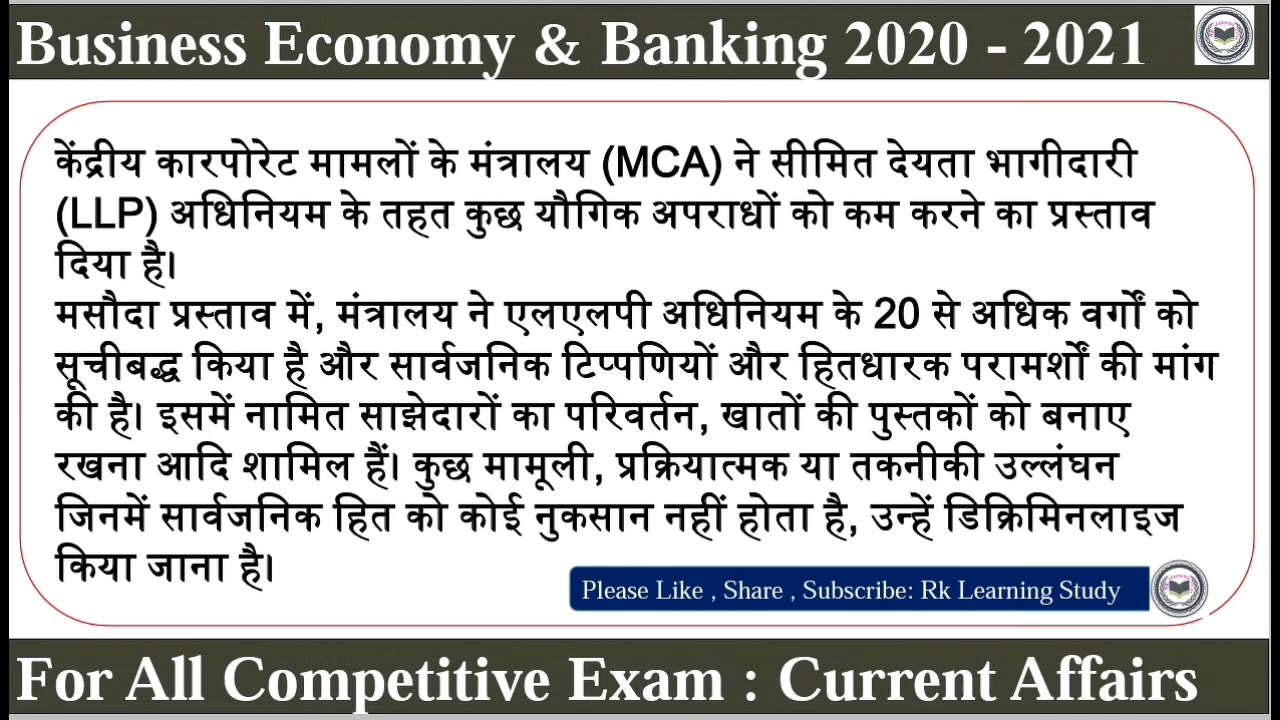 Business Economy & Banking 2020 - 2021
केंद्रीय कारपोरेट मामलों के मंत्रालय (MCA) ने सीमित देयता भागीदारी
(LLP) अधिनियम के तहत कुछ यौगिक अपराधों को कम करने का प्रस्ताव
दिया है।
मसौदा प्रस्ताव में, मंत्रालय ने एलएलपी अधिनियम के 20 से अधिक वर्गों को
सूचीबद्ध किया है और सार्वजनिक टिप्पणियों और हितधारक परामर्शों की मांग
की है। इसमें नामित साझेदारों का परिवर्तन, खातों की पुस्तकों को बनाए
रखना आदि शामिल हैं। कुछ मामूली, प्रक्रियात्मक या तकनीकी उल्लंघन
जिनमें सार्वजनिक हित को कोई नुकसान नहीं होता है, उन्हें डिक्रिमिनलाइज
किया जाना है।
Please Like , Share , Subscribe: Rk Learning Study
For All Competitive Exam : Current Affairs